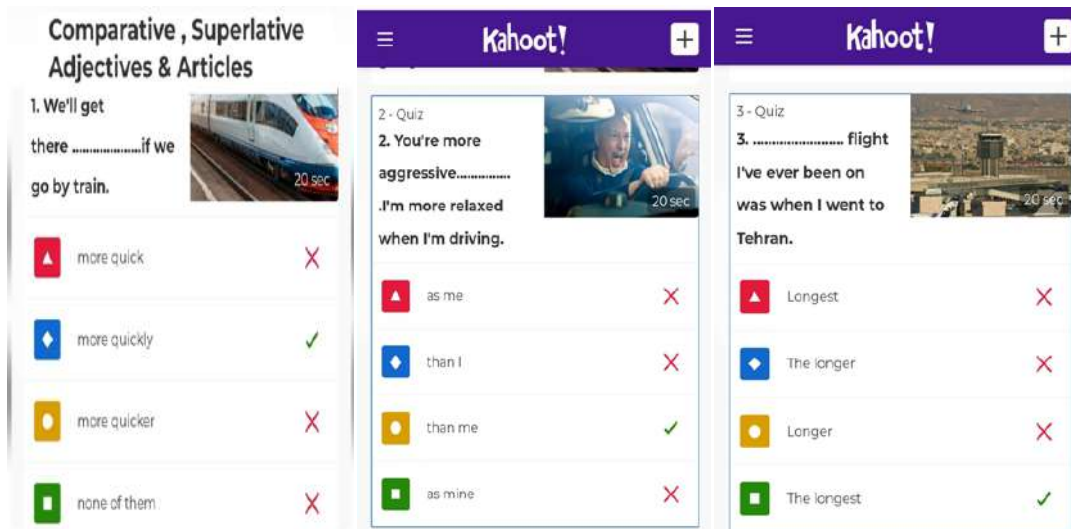 Comparative , Superlative
Adjectives & Articles
1. We'll get
there .....................if we
go by train.
20 sec
more quick
more quickly
more quicker
none of them
Kahoot!
2 - Quiz
2. You're more
aggressive...............
.I'm more relaxed
when I'm driving.
20 sec
as me
than I
than me
as mine
Kahoot!
3 - Quiz
3. .......................... flight
I've ever been on
was when I went to
Tehran.
20 sec
Longest
The longer
Longer
The longest